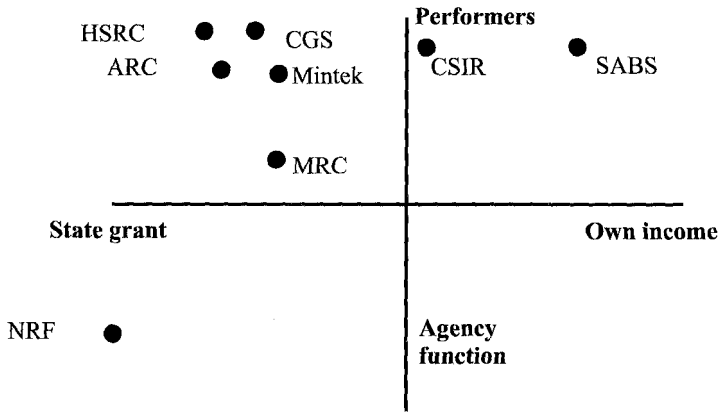 Performers
HSRC
CGS
ARC
Mintek
CSIR
SABS
MRC
State grant
Own income
NRF
Agency
function